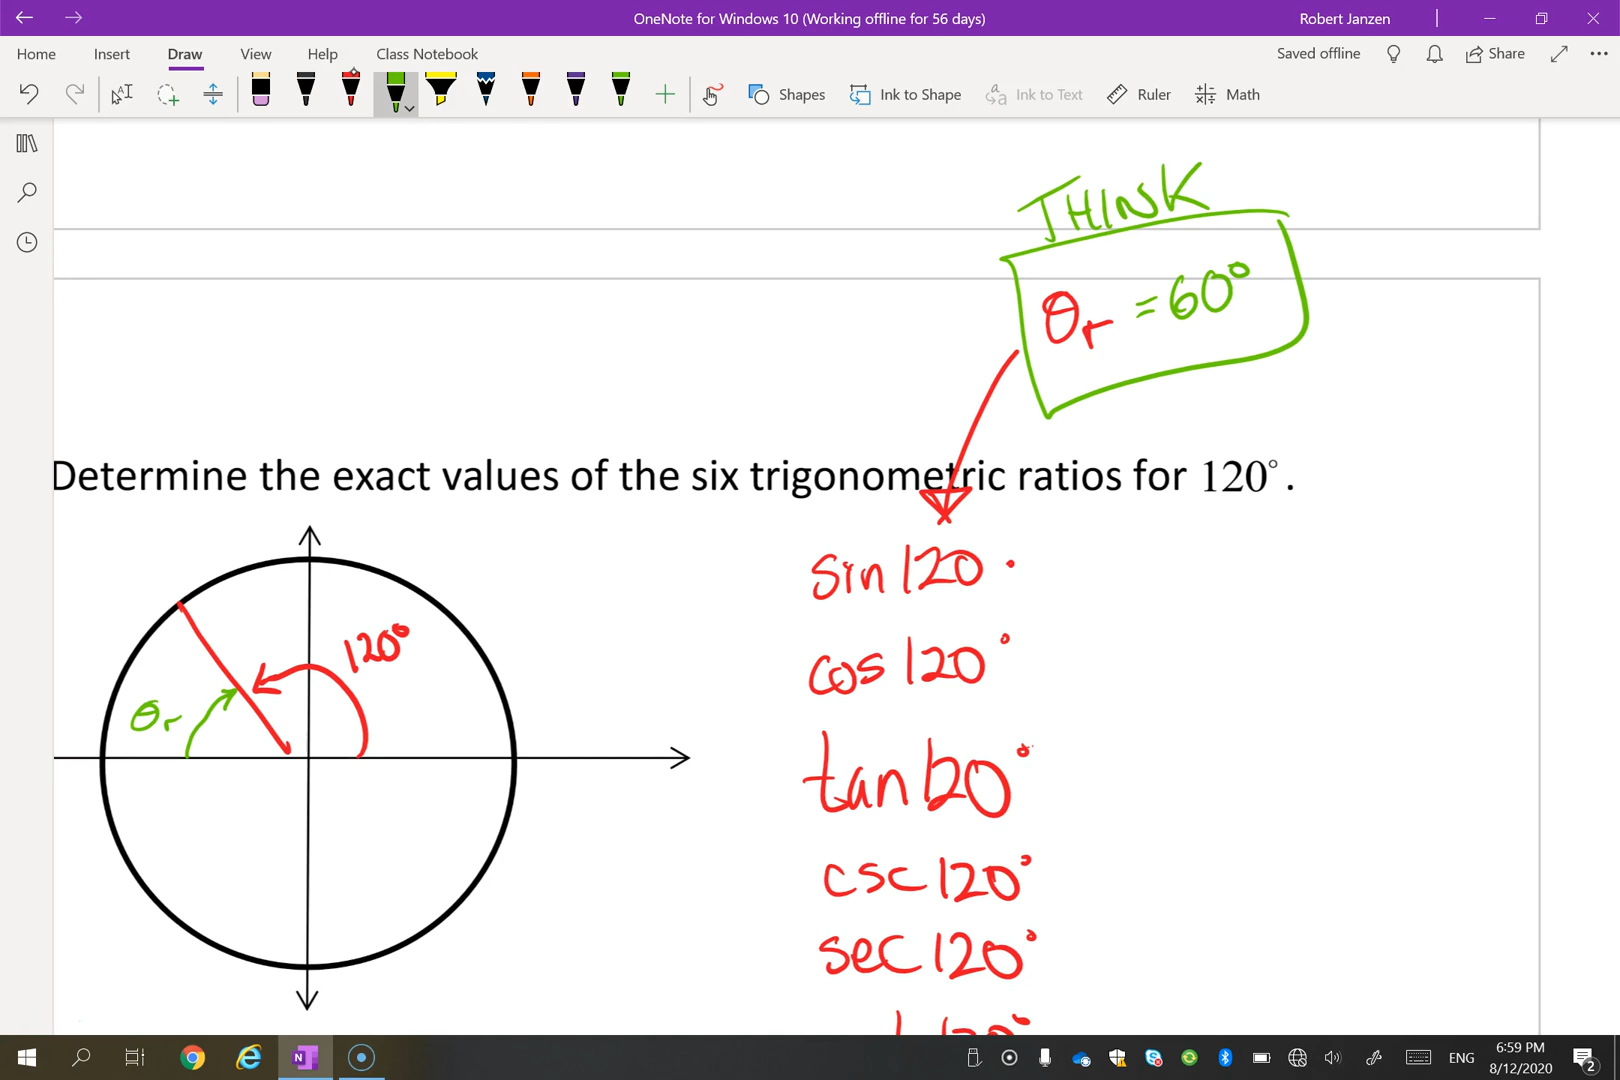 OneNote for Windows 10 (Working offline for 56 days)
Robert Janzen
Home Insert Draw View Help Class Notebook
Saved offline Share
Shapes Ink to Shape Ink to Text Ruler Math
THINK
θr = 60°
Determine the exact values of the six trigonometric ratios for 120°.
sin 120°
120°
cos 120°
θr
tan 120°
csc 120°
sec 120°
120°
ENG
6:59 PM
8/12/2020
2